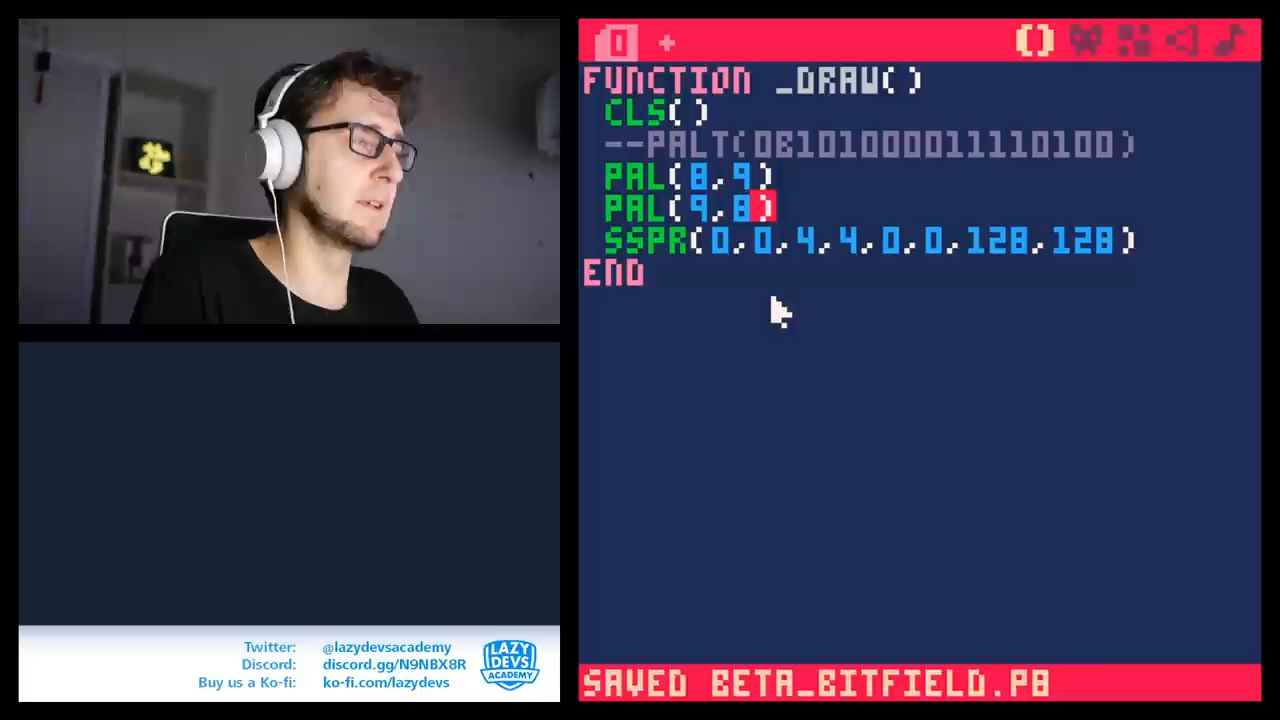 FUNCTION _DRAW()
CLS()
--PALT(0B101000011110100)
PAL(8,9)
PAL(9,8)
SSPR(0,0,4,4,0,0,128,128)
END
SAVED BETA_BITFIELD.P8
Twitter: @lazydevsacademy
Discord: discord.gg/N9NBX8R
Buy us a Ko-fi: ko-fi.com/lazydevs
LAZY
DEVS
ACADEMY
0 +